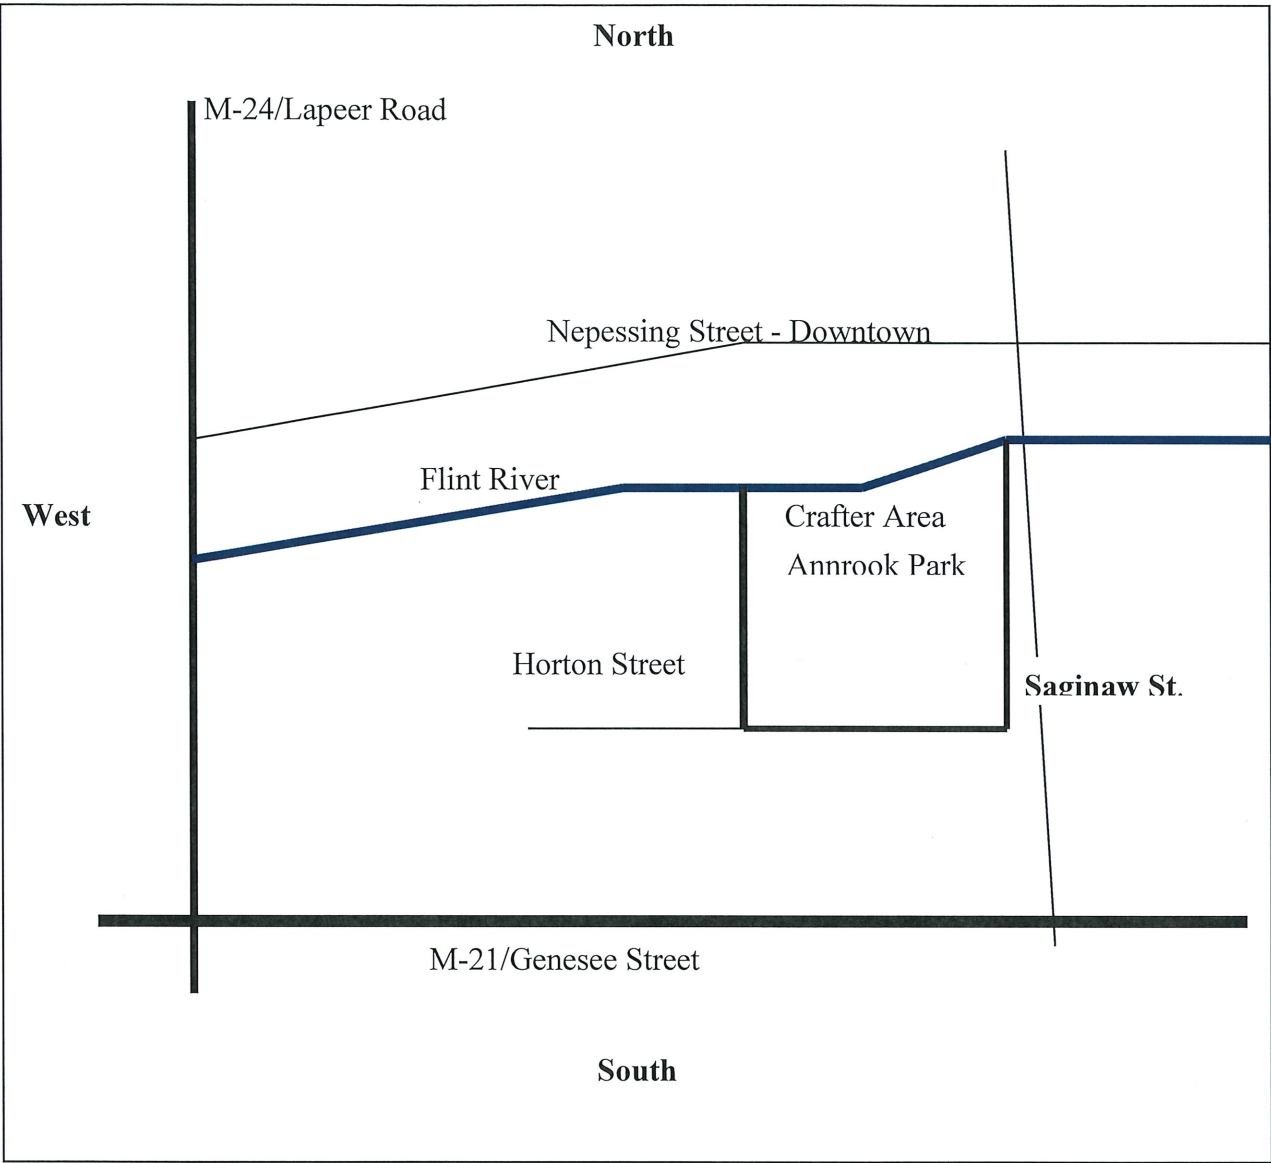 North
M-24/Lapeer Road
Nepessing Street - Downtown
Flint River
West
Crafter Area
Annrook Park
Horton Street
Saginaw St.
M-21/Genesee Street
South